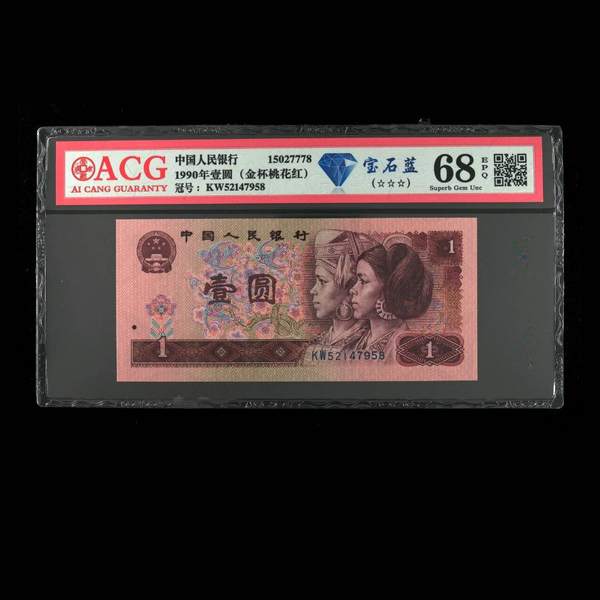 ACG
AI CANG GUARANTY
中国人民银行 15027778
1990年壹圆（金杯桃花红）
冠号：KW52147958
宝石蓝
(☆☆☆)
68
EPQ
Superb Gem Unc
中国人民银行
1
壹圆
1
KW52147958
1